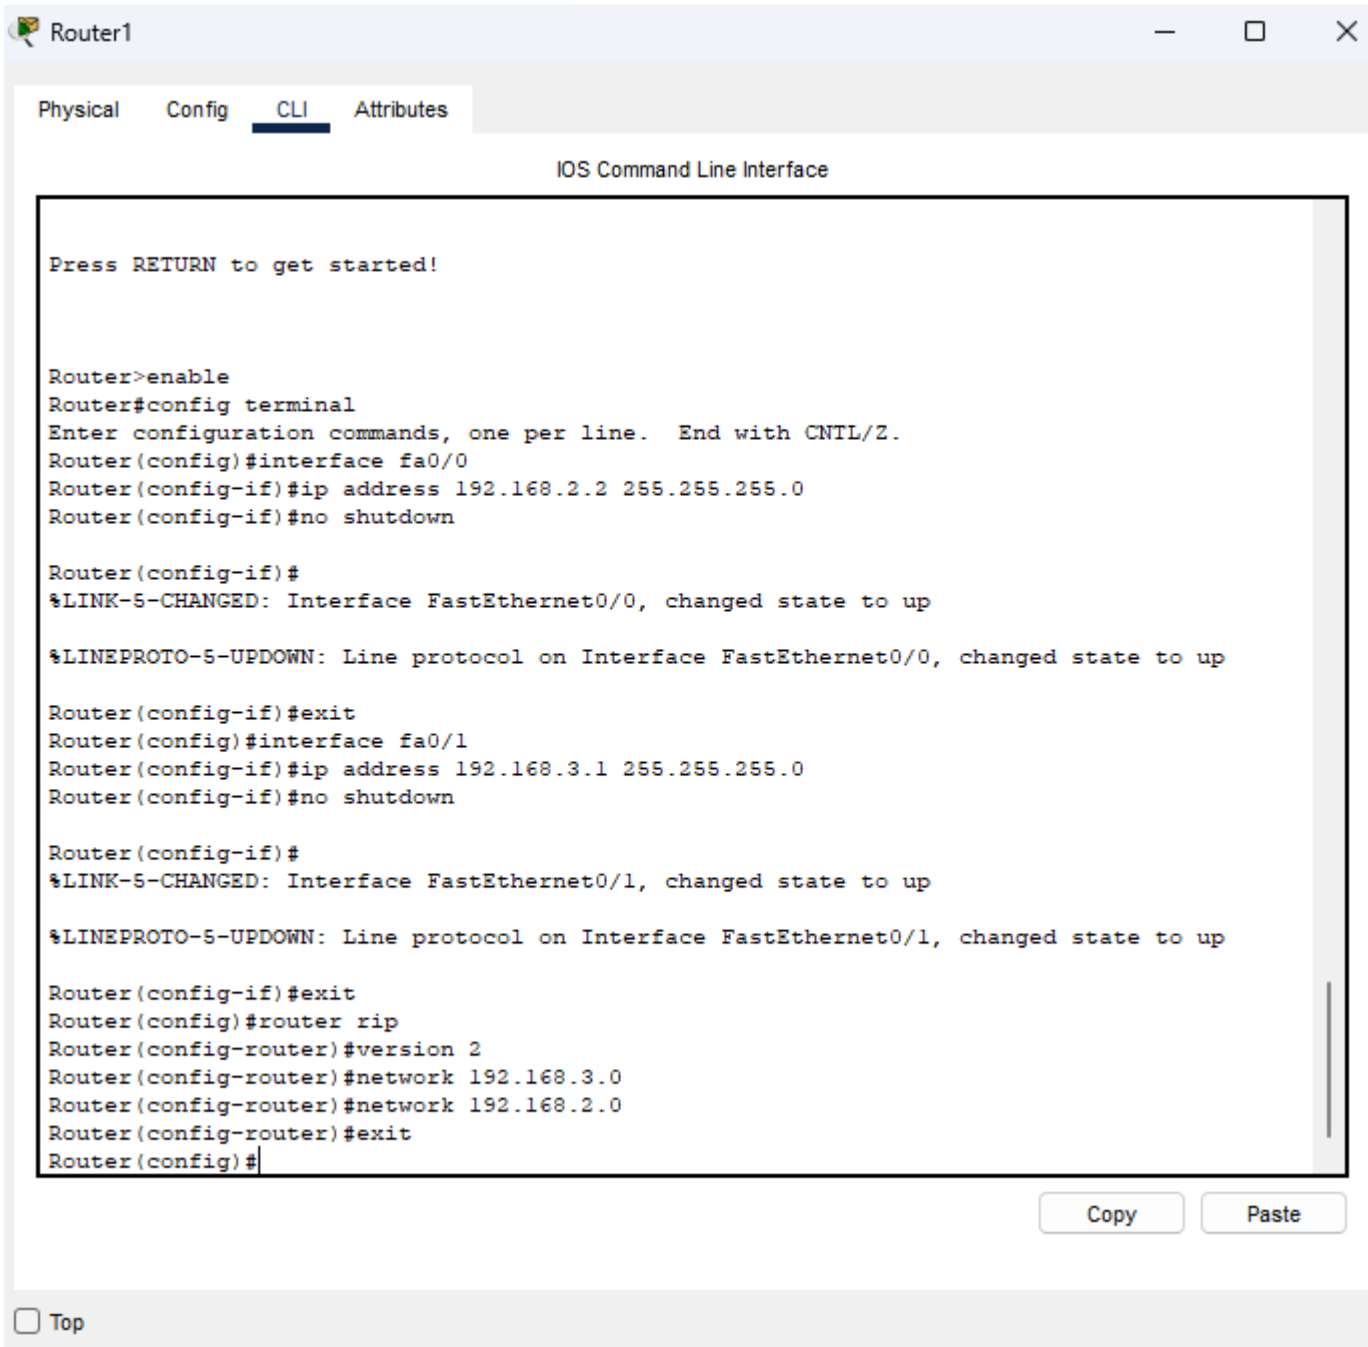 Router1
Physical Config CLI Attributes
IOS Command Line Interface
Press RETURN to get started!
Router>enable
Router#config terminal
Enter configuration commands, one per line.  End with CNTL/Z.
Router(config)#interface fa0/0
Router(config-if)#ip address 192.168.2.2 255.255.255.0
Router(config-if)#no shutdown
Router(config-if)#
%LINK-5-CHANGED: Interface FastEthernet0/0, changed state to up
%LINEPROTO-5-UPDOWN: Line protocol on Interface FastEthernet0/0, changed state to up
Router(config-if)#exit
Router(config)#interface fa0/1
Router(config-if)#ip address 192.168.3.1 255.255.255.0
Router(config-if)#no shutdown
Router(config-if)#
%LINK-5-CHANGED: Interface FastEthernet0/1, changed state to up
%LINEPROTO-5-UPDOWN: Line protocol on Interface FastEthernet0/1, changed state to up
Router(config-if)#exit
Router(config)#router rip
Router(config-router)#version 2
Router(config-router)#network 192.168.3.0
Router(config-router)#network 192.168.2.0
Router(config-router)#exit
Router(config)#
Copy Paste
Top